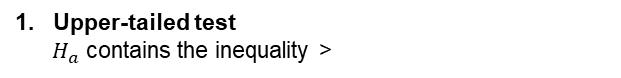 1. Upper-tailed test
Hₐ contains the inequality >